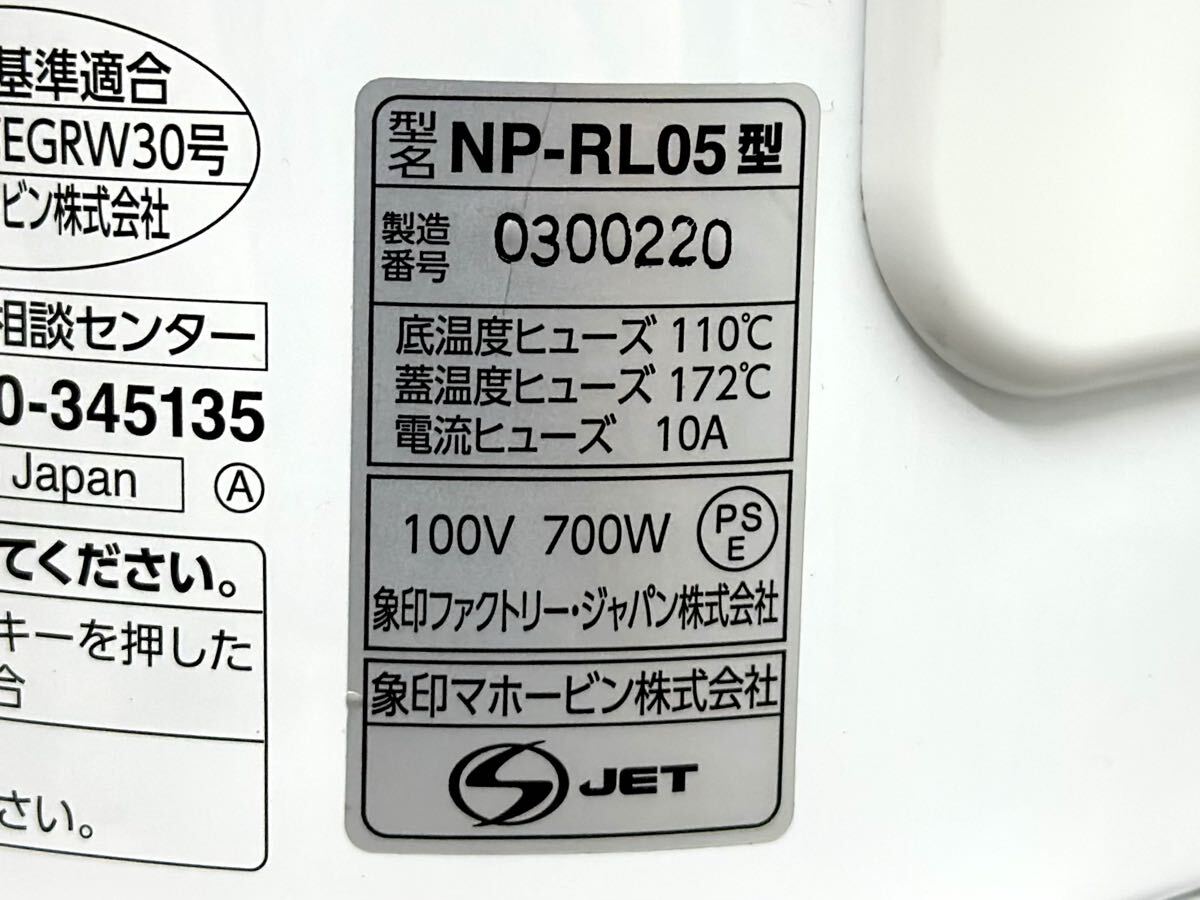 基準適合
EGRW30号
ビン株式会社
相談センター
0-345135
Japan
A
てください。
キーを押した
合
さい。
型名 NP-RL05型
製造番号 0300220
底温度ヒューズ 110℃
蓋温度ヒューズ 172℃
電流ヒューズ 10A
100V 700W
PS
E
象印ファクトリー・ジャパン株式会社
象印マホービン株式会社
JET